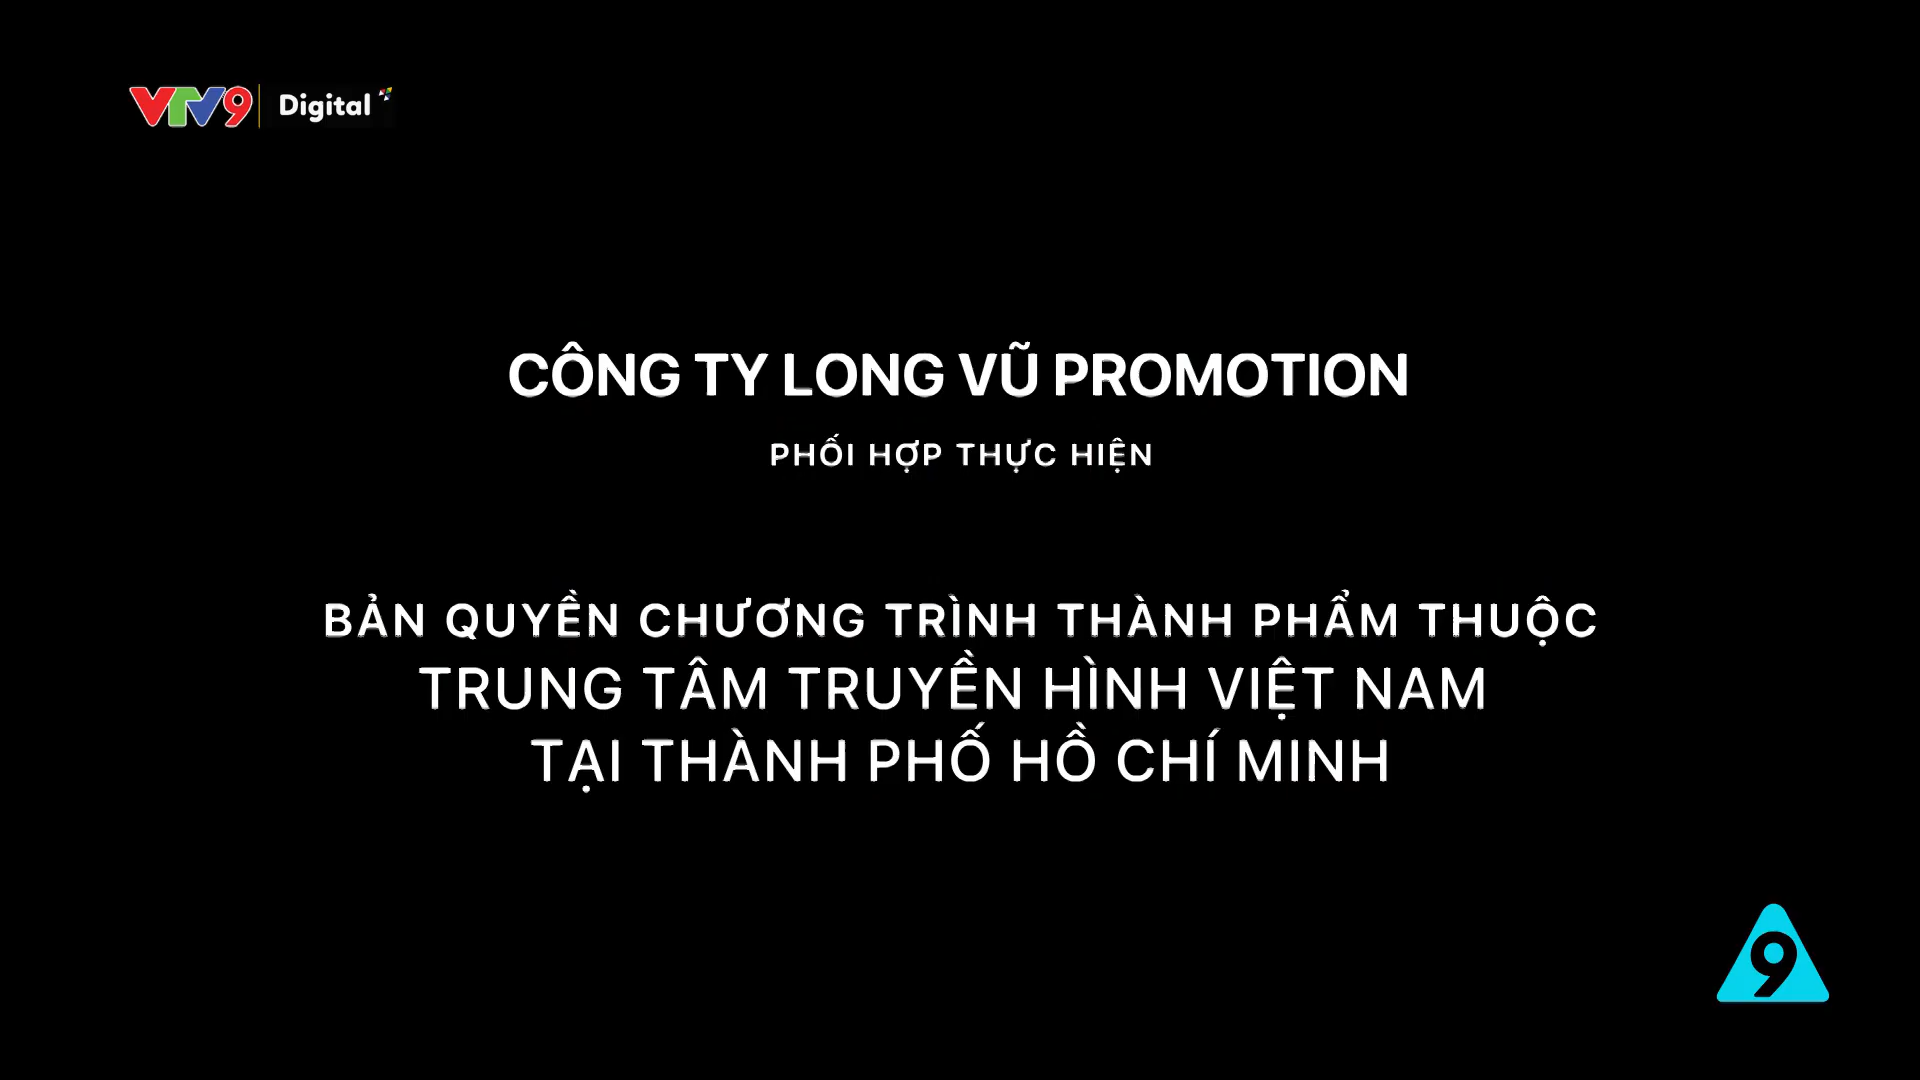 VTV9 Digital
CÔNG TY LONG VŨ PROMOTION
PHỐI HỢP THỰC HIỆN
BẢN QUYỀN CHƯƠNG TRÌNH THÀNH PHẨM THUỘC
TRUNG TÂM TRUYỀN HÌNH VIỆT NAM
TẠI THÀNH PHỐ HỒ CHÍ MINH
9